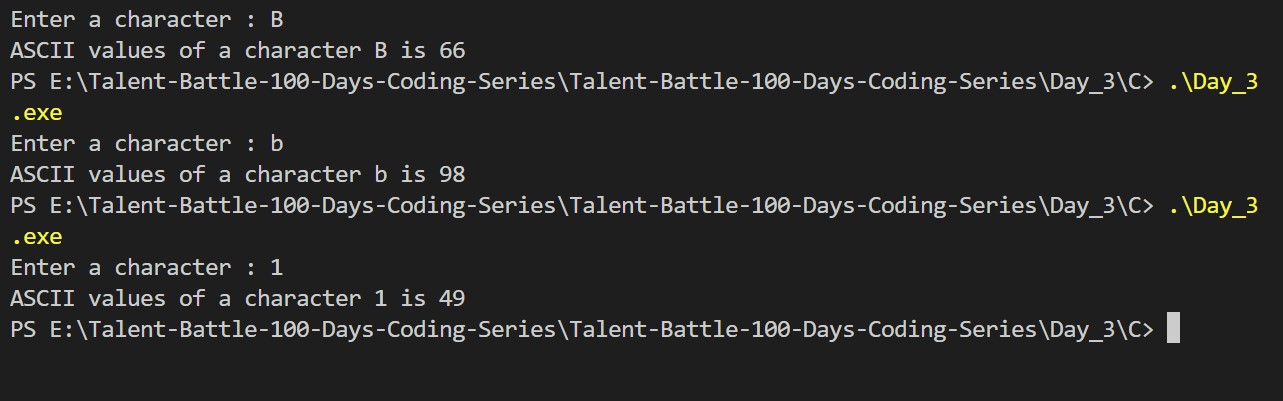 Enter a character : B
ASCII values of a character B is 66
PS E:\Talent-Battle-100-Days-Coding-Series\Talent-Battle-100-Days-Coding-Series\Day_3\C> .\Day_3
.exe
Enter a character : b
ASCII values of a character b is 98
PS E:\Talent-Battle-100-Days-Coding-Series\Talent-Battle-100-Days-Coding-Series\Day_3\C> .\Day_3
.exe
Enter a character : 1
ASCII values of a character 1 is 49
PS E:\Talent-Battle-100-Days-Coding-Series\Talent-Battle-100-Days-Coding-Series\Day_3\C>